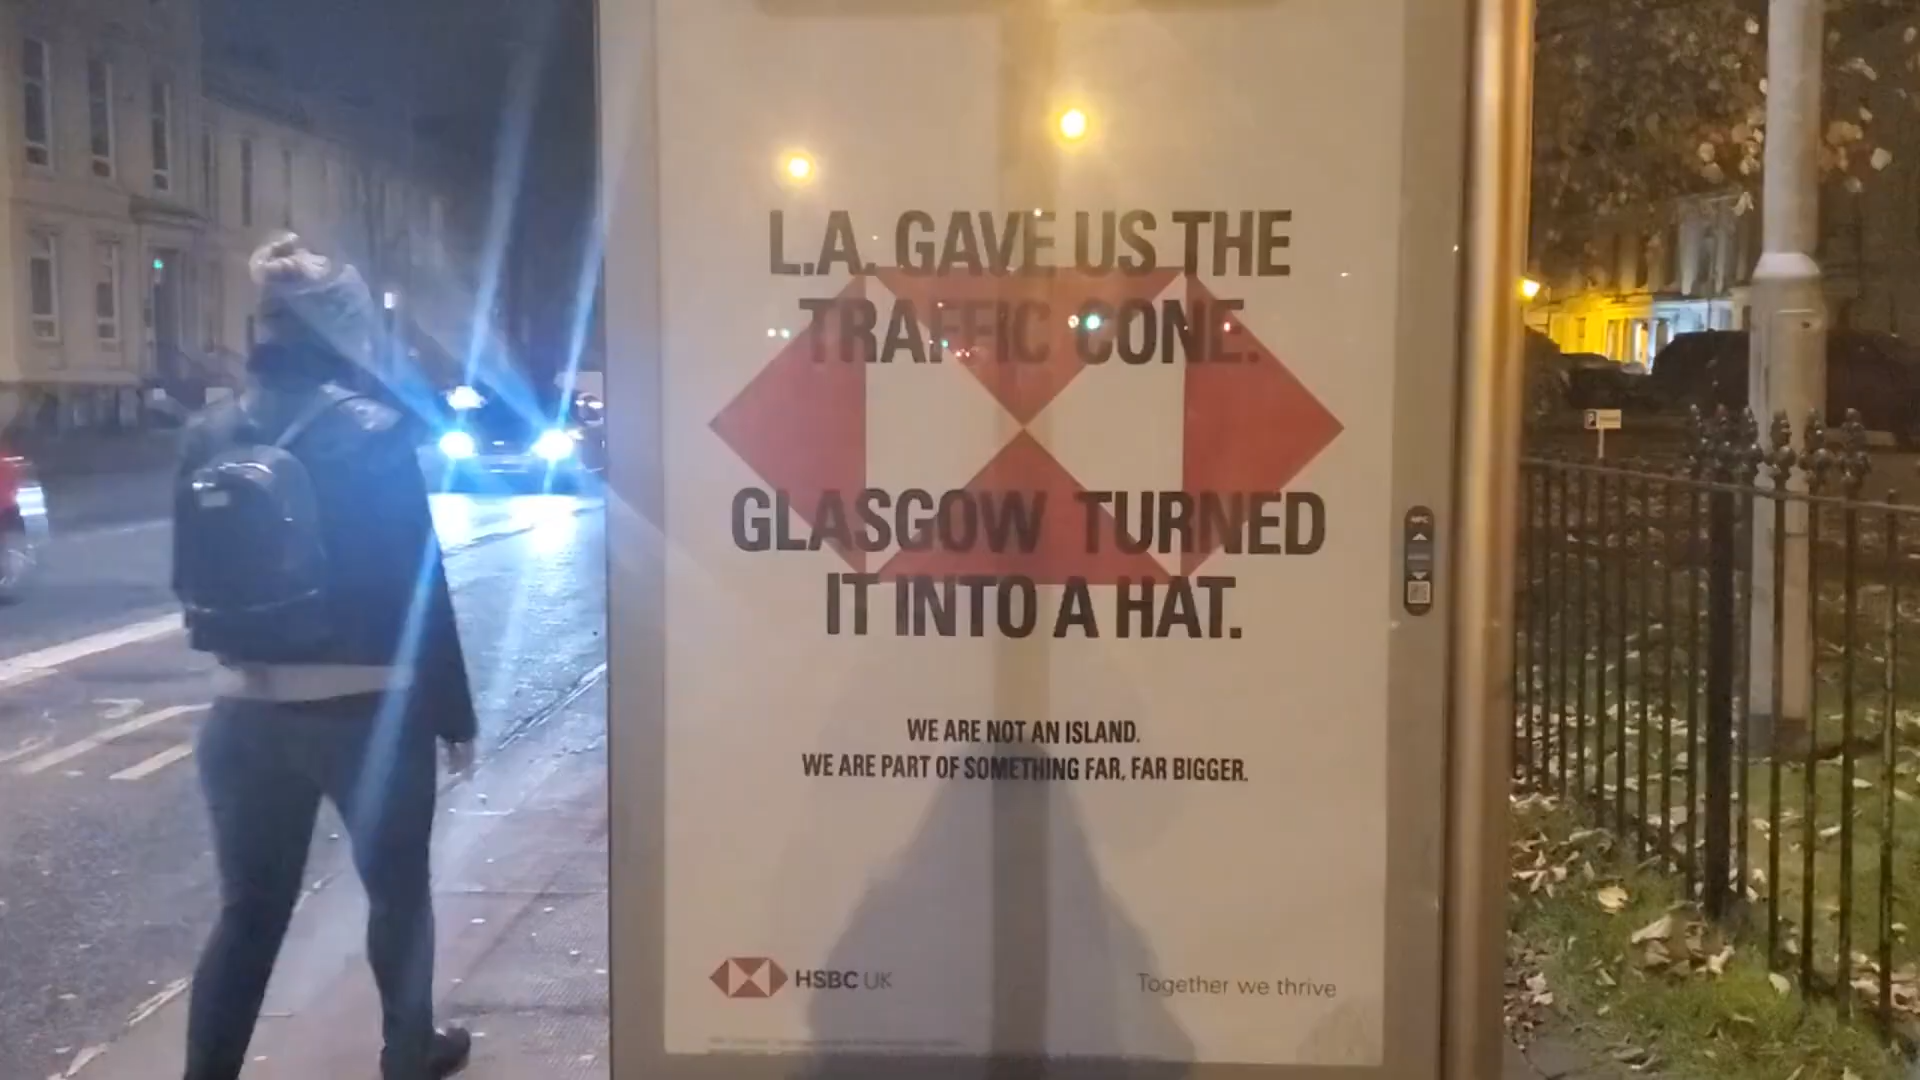 L.A. GAVE US THE
TRAFFIC CONE.
GLASGOW TURNED
IT INTO A HAT.
WE ARE NOT AN ISLAND.
WE ARE PART OF SOMETHING FAR, FAR BIGGER.
HSBC UK
Together we thrive